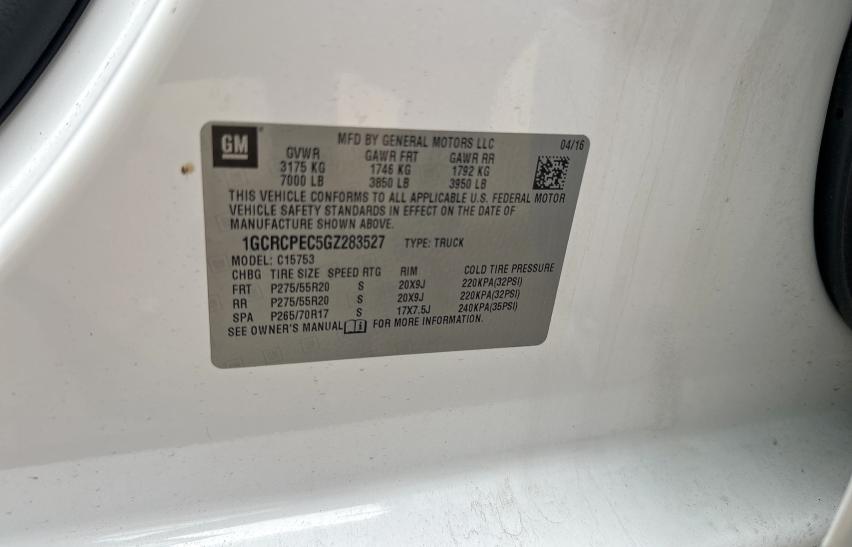 GM
MFD BY GENERAL MOTORS LLC 04/16
GVWR GAWR FRT GAWR RR
3175 KG 1746 KG 1792 KG
7000 LB 3850 LB 3950 LB
THIS VEHICLE CONFORMS TO ALL APPLICABLE U.S. FEDERAL MOTOR
VEHICLE SAFETY STANDARDS IN EFFECT ON THE DATE OF
MANUFACTURE SHOWN ABOVE.
1GCRCPEC5GZ283527 TYPE: TRUCK
MODEL: C15753
CHBG TIRE SIZE SPEED RTG RIM COLD TIRE PRESSURE
FRT P275/55R20 S 20X9J 220KPA(32PSI)
RR P275/55R20 S 20X9J 220KPA(32PSI)
SPA P265/70R17 S 17X7.5J 240KPA(35PSI)
SEE OWNER'S MANUAL FOR MORE INFORMATION.